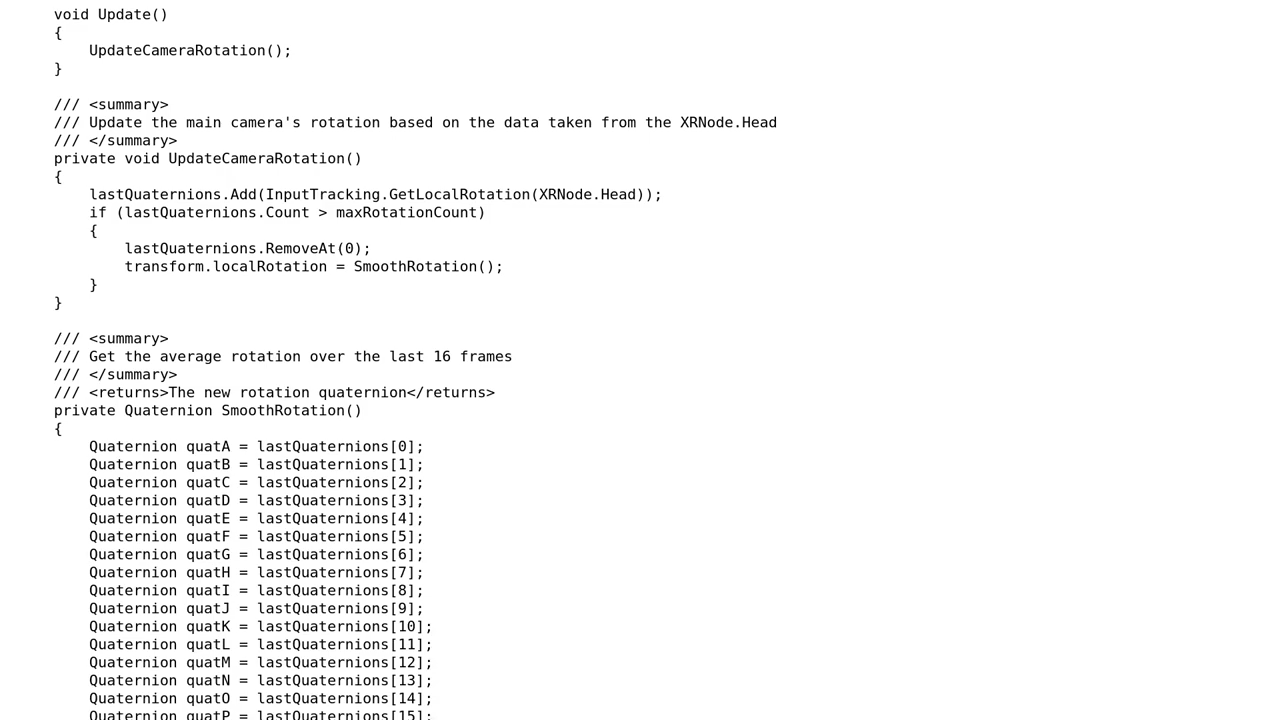 void Update()
{
UpdateCameraRotation();
}
/// <summary>
/// Update the main camera's rotation based on the data taken from the XRNode.Head
/// </summary>
private void UpdateCameraRotation()
{
lastQuaternions.Add(InputTracking.GetLocalRotation(XRNode.Head));
if (lastQuaternions.Count > maxRotationCount)
{
lastQuaternions.RemoveAt(0);
transform.localRotation = SmoothRotation();
}
}
/// <summary>
/// Get the average rotation over the last 16 frames
/// </summary>
/// <returns>The new rotation quaternion</returns>
private Quaternion SmoothRotation()
{
Quaternion quatA = lastQuaternions[0];
Quaternion quatB = lastQuaternions[1];
Quaternion quatC = lastQuaternions[2];
Quaternion quatD = lastQuaternions[3];
Quaternion quatE = lastQuaternions[4];
Quaternion quatF = lastQuaternions[5];
Quaternion quatG = lastQuaternions[6];
Quaternion quatH = lastQuaternions[7];
Quaternion quatI = lastQuaternions[8];
Quaternion quatJ = lastQuaternions[9];
Quaternion quatK = lastQuaternions[10];
Quaternion quatL = lastQuaternions[11];
Quaternion quatM = lastQuaternions[12];
Quaternion quatN = lastQuaternions[13];
Quaternion quatO = lastQuaternions[14];
Quaternion quatP = lastQuaternions[15];